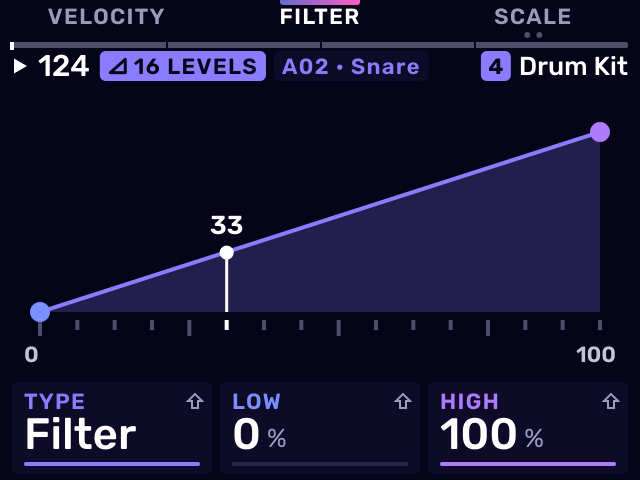 VELOCITY FILTER SCALE
124 16 LEVELS A02 • Snare 4 Drum Kit
33
0 100
TYPE LOW HIGH
Filter 0 % 100 %